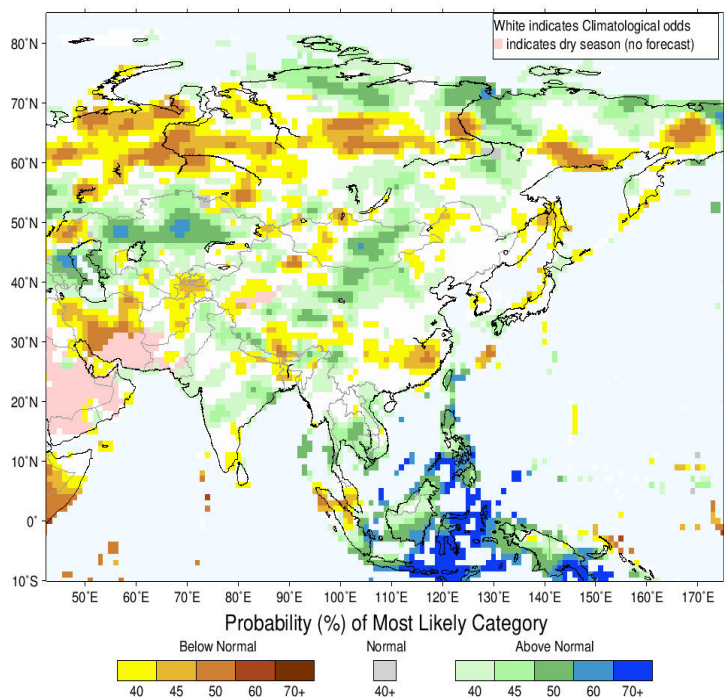 White indicates Climatological odds
indicates dry season (no forecast)
80˚N
70˚N
60˚N
50˚N
40˚N
30˚N
20˚N
10˚N
0˚
10˚S
50˚E 60˚E 70˚E 80˚E 90˚E 100˚E 110˚E 120˚E 130˚E 140˚E 150˚E 160˚E 170˚E
Probability (%) of Most Likely Category
Below Normal Normal Above Normal
40 45 50 60 70+ 40+ 40 45 50 60 70+